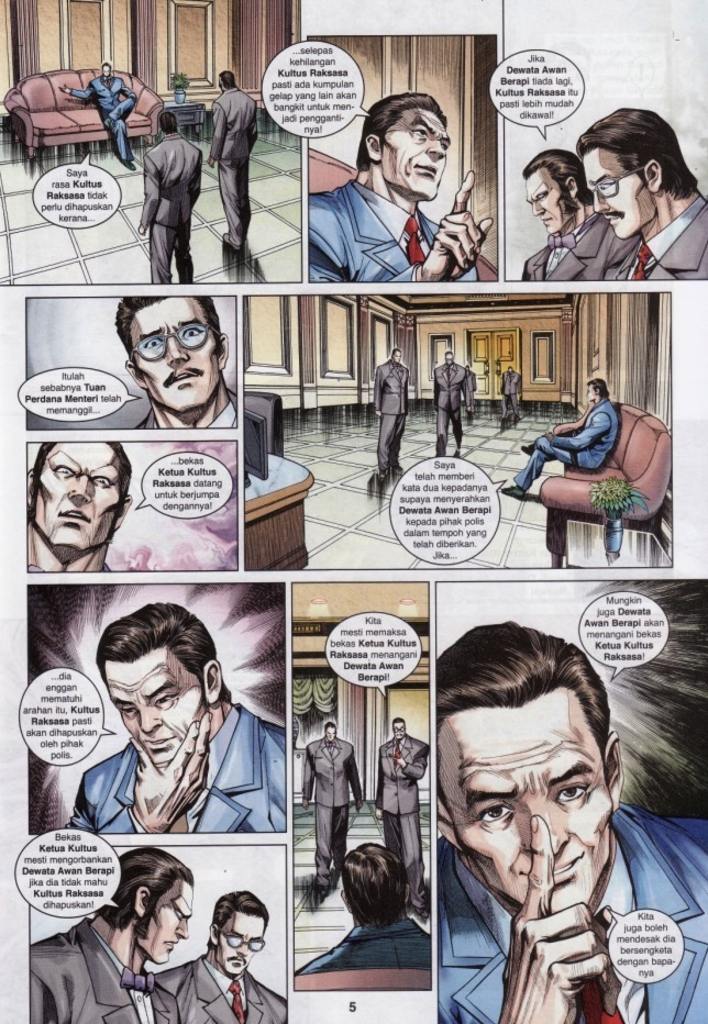 Saya
rasa Kultus
Raksasa tidak
perlu dihapuskan
kerana...
...selepas
kehilangan
Kultus Raksasa
pasti ada kumpulan
gelap yang lain akan
bangkit untuk men-
jadi pengganti-
nya!
Jika
Dewata Awan
Berapi tiada lagi,
Kultus Raksasa itu
pasti lebih mudah
dikawal!
Itulah
sebabnya Tuan
Perdana Menteri telah
memanggil...
...bekas
Ketua Kultus
Raksasa datang
untuk berjumpa
dengannya!
Saya
telah memberi
kata dua kepadanya
supaya menyerahkan
Dewata Awan Berapi
kepada pihak polis
dalam tempoh yang
telah diberikan.
Jika...
...dia
enggan
mematuhi
arahan itu, Kultus
Raksasa pasti
akan dihapuskan
oleh pihak
polis.
Bekas
Ketua Kultus
mesti mengorbankan
Dewata Awan Berapi
jika dia tidak mahu
Kultus Raksasa
dihapuskan!
Kita
mesti memaksa
bekas Ketua Kultus
Raksasa menangani
Dewata Awan
Berapi!
Mungkin
juga Dewata
Awan Berapi akan
menangani bekas
Ketua Kultus
Raksasa!
Kita
juga boleh
mendesak dia
bersengketa
dengan bapa-
nya
5